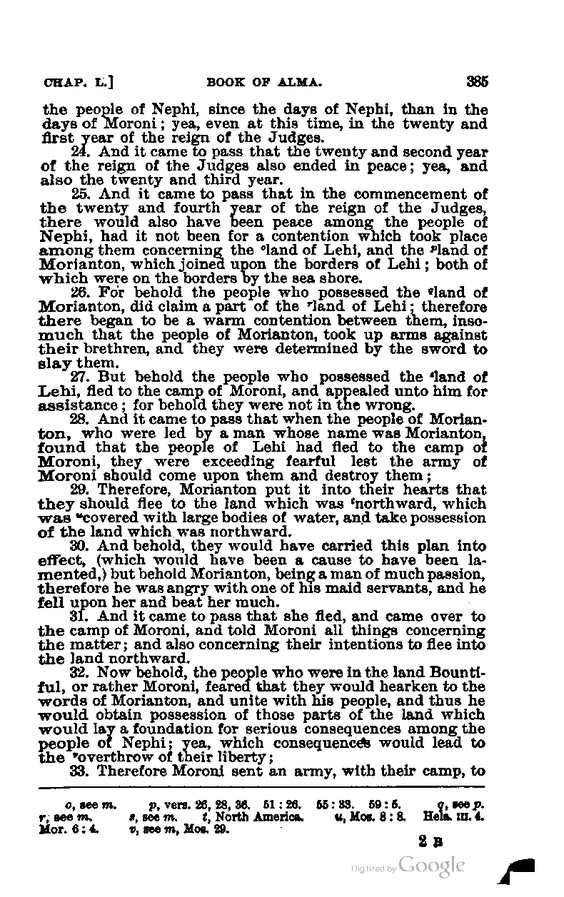 CHAP. L.] BOOK OF ALMA. 385
the people of Nephi, since the days of Nephi, than in the
days of Moroni; yea, even at this time, in the twenty and
first year of the reign of the Judges.
24. And it came to pass that the twenty and second year
of the reign of the Judges also ended in peace; yea, and
also the twenty and third year.
25. And it came to pass that in the commencement of
the twenty and fourth year of the reign of the Judges,
there would also have been peace among the people of
Nephi, had it not been for a contention which took place
among them concerning the ᵒland of Lehi, and the ᵖland of
Morianton, which joined upon the borders of Lehi; both of
which were on the borders by the sea shore.
26. For behold the people who possessed the qland of
Morianton, did claim a part of the ʳland of Lehi; therefore
there began to be a warm contention between them, inso-
much that the people of Morianton, took up arms against
their brethren, and they were determined by the sword to
slay them.
27. But behold the people who possessed the ˢland of
Lehi, fled to the camp of Moroni, and appealed unto him for
assistance; for behold they were not in the wrong.
28. And it came to pass that when the people of Morian-
ton, who were led by a man whose name was Morianton,
found that the people of Lehi had fled to the camp of
Moroni, they were exceeding fearful lest the army of
Moroni should come upon them and destroy them;
29. Therefore, Morianton put it into their hearts that
they should flee to the land which was ᵗnorthward, which
was ᵘcovered with large bodies of water, and take possession
of the land which was northward.
30. And behold, they would have carried this plan into
effect, (which would have been a cause to have been la-
mented,) but behold Morianton, being a man of much passion,
therefore he was angry with one of his maid servants, and he
fell upon her and beat her much.
31. And it came to pass that she fled, and came over to
the camp of Moroni, and told Moroni all things concerning
the matter; and also concerning their intentions to flee into
the land northward.
32. Now behold, the people who were in the land Bounti-
ful, or rather Moroni, feared that they would hearken to the
words of Morianton, and unite with his people, and thus he
would obtain possession of those parts of the land which
would lay a foundation for serious consequences among the
people of Nephi; yea, which consequences would lead to
the ᵛoverthrow of their liberty;
33. Therefore Moroni sent an army, with their camp, to
o, see m. p, vers. 26, 28, 36. 51 : 26. 55 : 33. 59 : 5. q, see p.
r, see m. s, see m. t, North America. u, Mos. 8 : 8. Hela. III. 4.
Mor. 6 : 4. v, see m, Mos. 29.
2 B
Digitized by Google